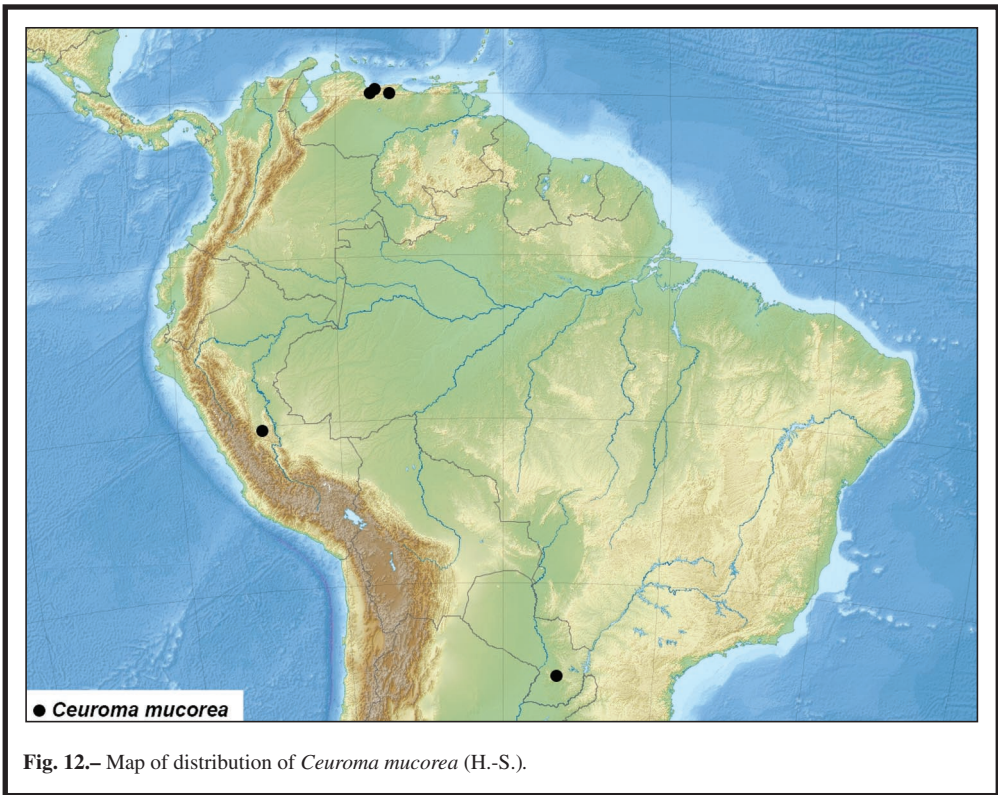 ● Ceuroma mucorea
Fig. 12.– Map of distribution of Ceuroma mucorea (H.-S.).